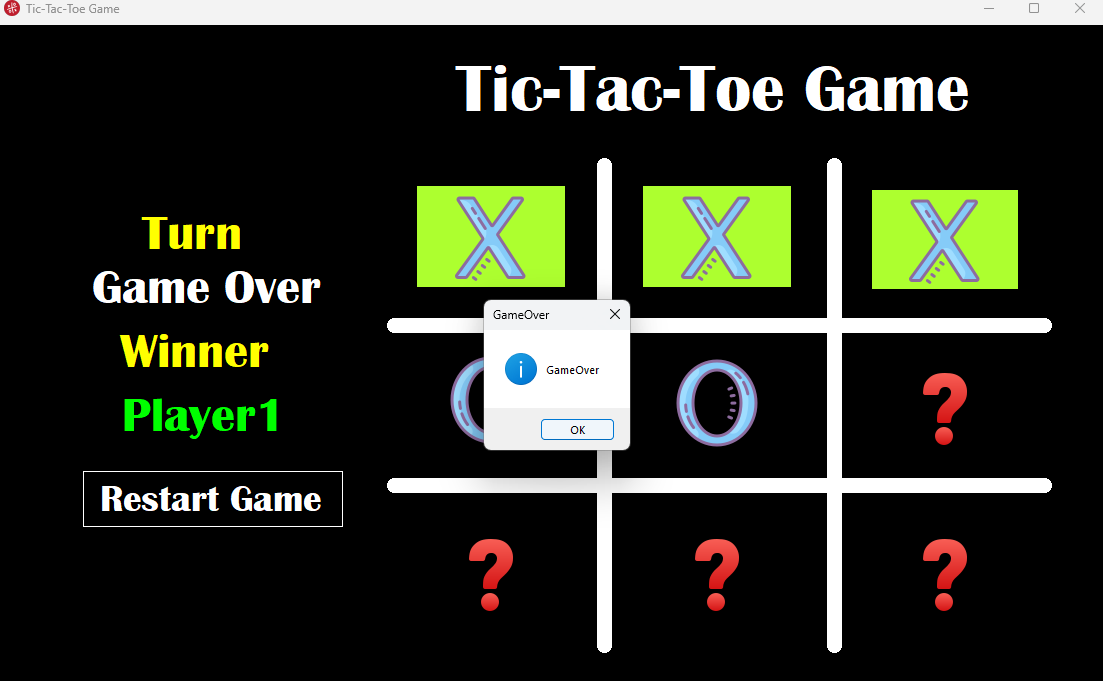 Tic-Tac-Toe Game
Tic-Tac-Toe Game
Turn
Game Over
Winner
Player1
Restart Game
X X X
GameOver
GameOver
OK
O O ?
? ? ?